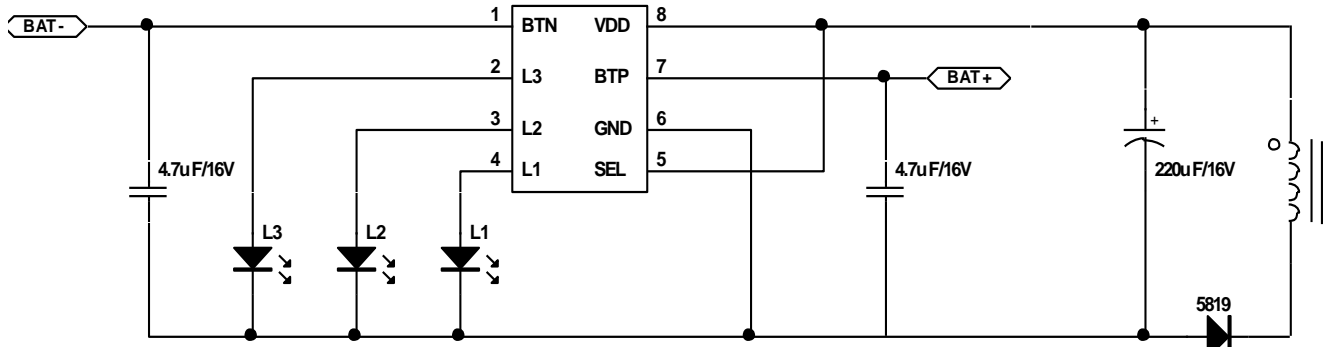 BAT-
1 BTN VDD 8
2 L3 BTP 7
BAT+
3 L2 GND 6
4 L1 SEL 5
+
4.7uF/16V
4.7uF/16V
220uF/16V
L3 L2 L1
5819